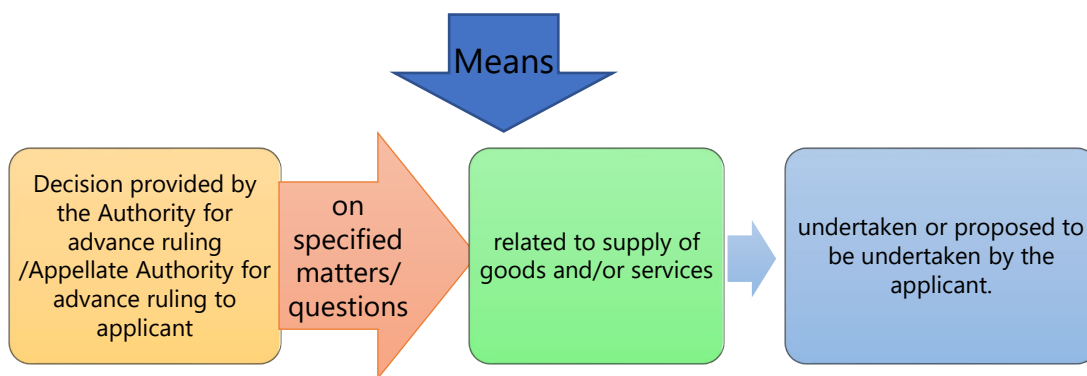 Means
Decision provided by
the Authority for
advance ruling
/Appellate Authority for
advance ruling to
applicant
on
specified
matters/
questions
related to supply of
goods and/or services
undertaken or proposed to
be undertaken by the
applicant.